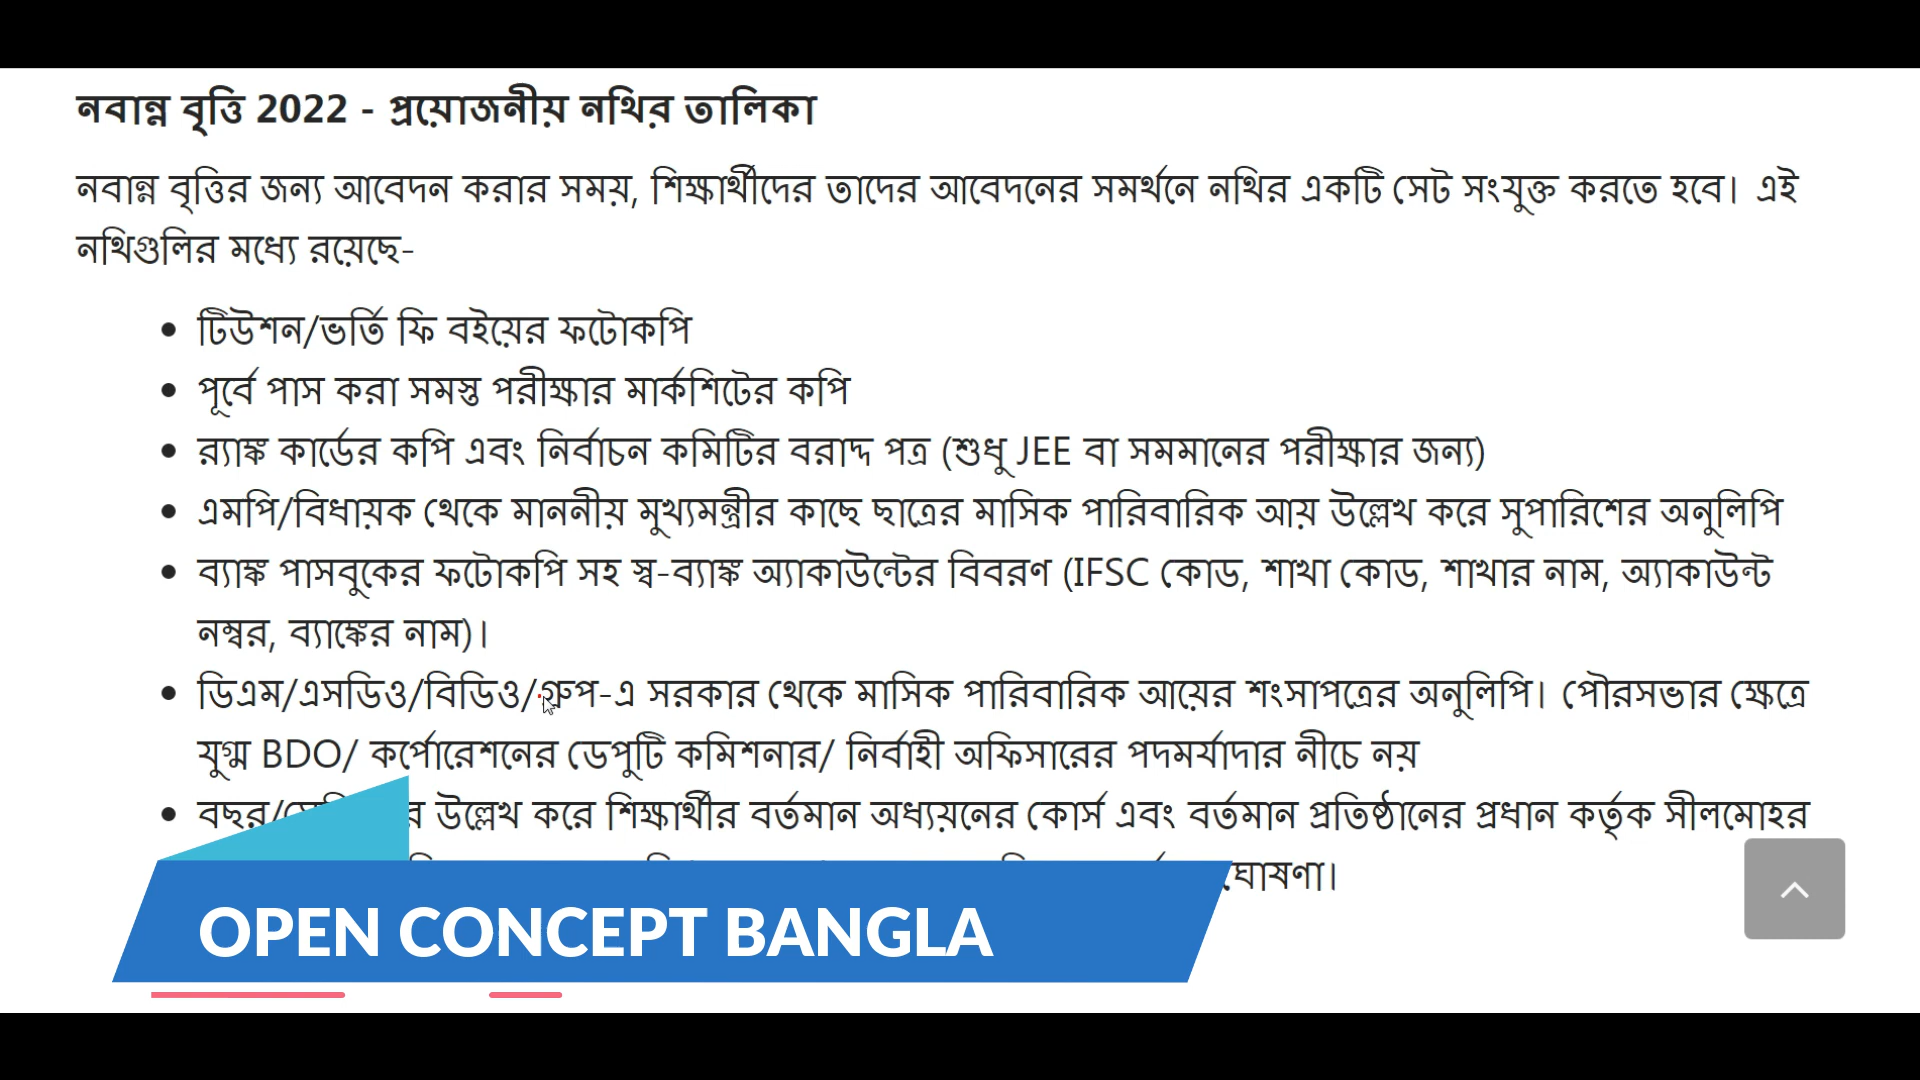 নবান্ন বৃত্তি 2022 - প্রয়োজনীয় নথির তালিকা
নবান্ন বৃত্তির জন্য আবেদন করার সময়, শিক্ষার্থীদের তাদের আবেদনের সমর্থনে নথির একটি সেট সংযুক্ত করতে হবে। এই
নথিগুলির মধ্যে রয়েছে-
• টিউশন/ভর্তি ফি বইয়ের ফটোকপি
• পূর্বে পাস করা সমস্ত পরীক্ষার মার্কশিটের কপি
• র‍্যাঙ্ক কার্ডের কপি এবং নির্বাচন কমিটির বরাদ্দ পত্র (শুধু JEE বা সমমানের পরীক্ষার জন্য)
• এমপি/বিধায়ক থেকে মাননীয় মুখ্যমন্ত্রীর কাছে ছাত্রের মাসিক পারিবারিক আয় উল্লেখ করে সুপারিশের অনুলিপি
• ব্যাঙ্ক পাসবুকের ফটোকপি সহ স্ব-ব্যাঙ্ক অ্যাকাউন্টের বিবরণ (IFSC কোড, শাখা কোড, শাখার নাম, অ্যাকাউন্ট
নম্বর, ব্যাঙ্কের নাম)।
• ডিএম/এসডিও/বিডিও/গ্রুপ-এ সরকার থেকে মাসিক পারিবারিক আয়ের শংসাপত্রের অনুলিপি। পৌরসভার ক্ষেত্রে
যুগ্ম BDO/ কর্পোরেশনের ডেপুটি কমিশনার/ নির্বাহী অফিসারের পদমর্যাদার নীচে নয়
• বছর/ উল্লেখ করে শিক্ষার্থীর বর্তমান অধ্যয়নের কোর্স এবং বর্তমান প্রতিষ্ঠানের প্রধান কর্তৃক সীলমোহর
ঘোষণা।
OPEN CONCEPT BANGLA